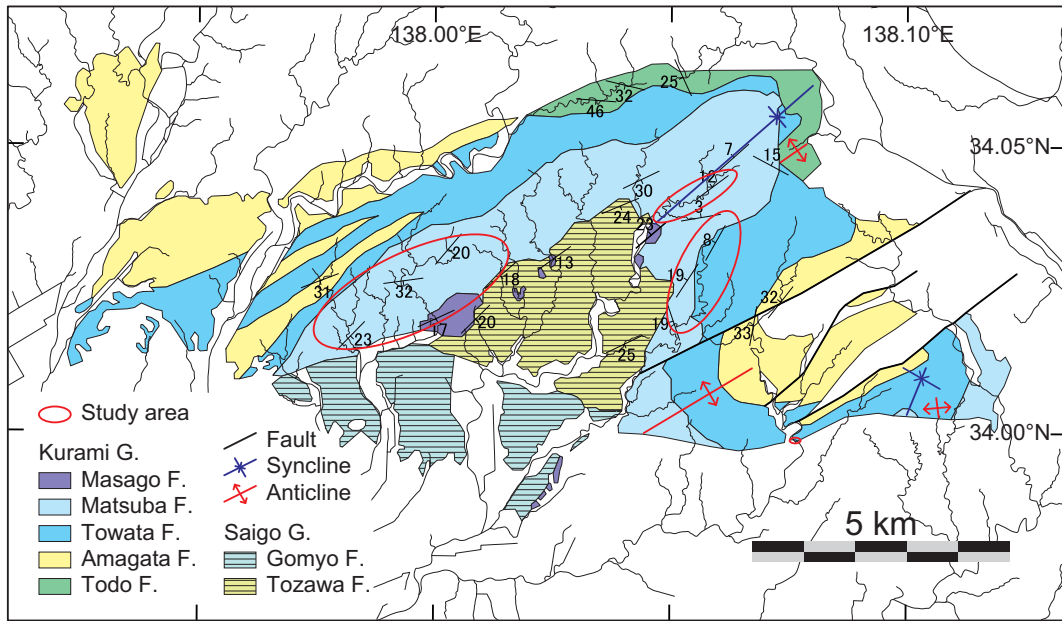 138.00°E
138.10°E
25
32
46
34.05°N
7
15
12
30
3
24
23
8
20
13
18
19
31
32
32
17
20
19
33
23
25
34.00°N
Study area
Kurami G.
Masago F.
Matsuba F.
Towata F.
Amagata F.
Todo F.
Fault
Syncline
Anticline
Saigo G.
Gomyo F.
Tozawa F.
5 km